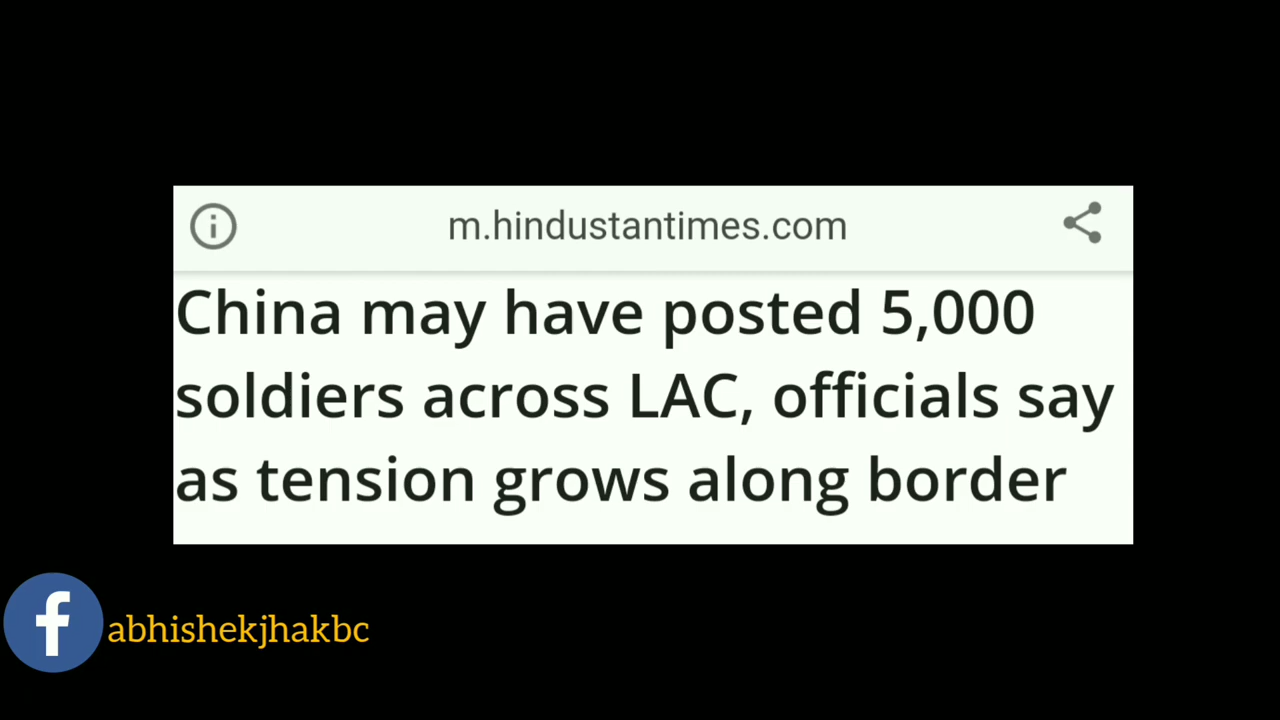 m.hindustantimes.com
China may have posted 5,000
soldiers across LAC, officials say
as tension grows along border
abhishekjhakbc